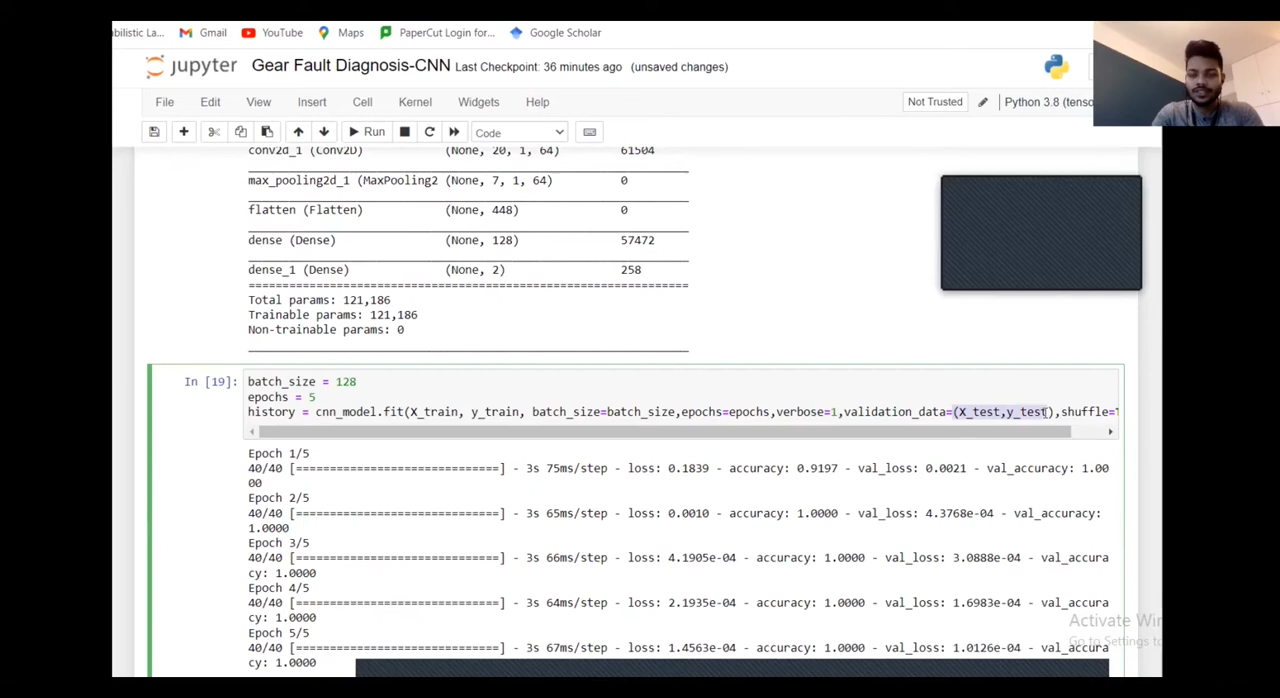 bilistic La...
Gmail
YouTube
Maps
PaperCut Login for...
Google Scholar
jupyter
Gear Fault Diagnosis-CNN Last Checkpoint: 36 minutes ago (unsaved changes)
File
Edit
View
Insert
Cell
Kernel
Widgets
Help
Not Trusted
Python 3.8 (tenso
Run
Code
conv2d_1 (Conv2D) (None, 20, 1, 64) 61504
max_pooling2d_1 (MaxPooling2 (None, 7, 1, 64) 0
flatten (Flatten) (None, 448) 0
dense (Dense) (None, 128) 57472
dense_1 (Dense) (None, 2) 258
=================================================================
Total params: 121,186
Trainable params: 121,186
Non-trainable params: 0
In [19]:
batch_size = 128
epochs = 5
history = cnn_model.fit(X_train, y_train, batch_size=batch_size,epochs=epochs,verbose=1,validation_data=(X_test,y_test),shuffle=T
Epoch 1/5
40/40 [==============================] - 3s 75ms/step - loss: 0.1839 - accuracy: 0.9197 - val_loss: 0.0021 - val_accuracy: 1.00
00
Epoch 2/5
40/40 [==============================] - 3s 65ms/step - loss: 0.0010 - accuracy: 1.0000 - val_loss: 4.3768e-04 - val_accuracy:
1.0000
Epoch 3/5
40/40 [==============================] - 3s 66ms/step - loss: 4.1905e-04 - accuracy: 1.0000 - val_loss: 3.0888e-04 - val_accura
cy: 1.0000
Epoch 4/5
40/40 [==============================] - 3s 64ms/step - loss: 2.1935e-04 - accuracy: 1.0000 - val_loss: 1.6983e-04 - val_accura
cy: 1.0000
Epoch 5/5
40/40 [==============================] - 3s 67ms/step - loss: 1.4563e-04 - accuracy: 1.0000 - val_loss: 1.0126e-04 - val_accura
cy: 1.0000
Activate Win
Go to Settings to